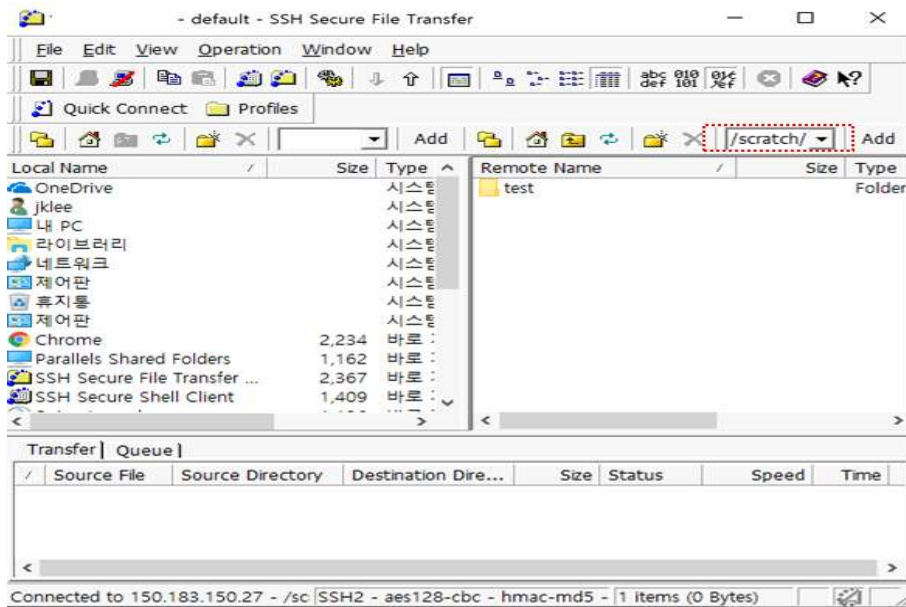 - default - SSH Secure File Transfer
File Edit View Operation Window Help
Quick Connect Profiles
Add /scratch/ Add
Local Name / Size Type Remote Name / Size Type
OneDrive 시스템 test Folder
jklee 시스템
내 PC 시스템
라이브러리 시스템
네트워크 시스템
제어판 시스템
휴지통 시스템
제어판 시스템
Chrome 2,234 바로
Parallels Shared Folders 1,162 바로
SSH Secure File Transfer ... 2,367 바로
SSH Secure Shell Client 1,409 바로
Transfer Queue
/ Source File Source Directory Destination Dire... Size Status Speed Time
Connected to 150.183.150.27 - /sc SSH2 - aes128-cbc - hmac-md5 - 1 items (0 Bytes)